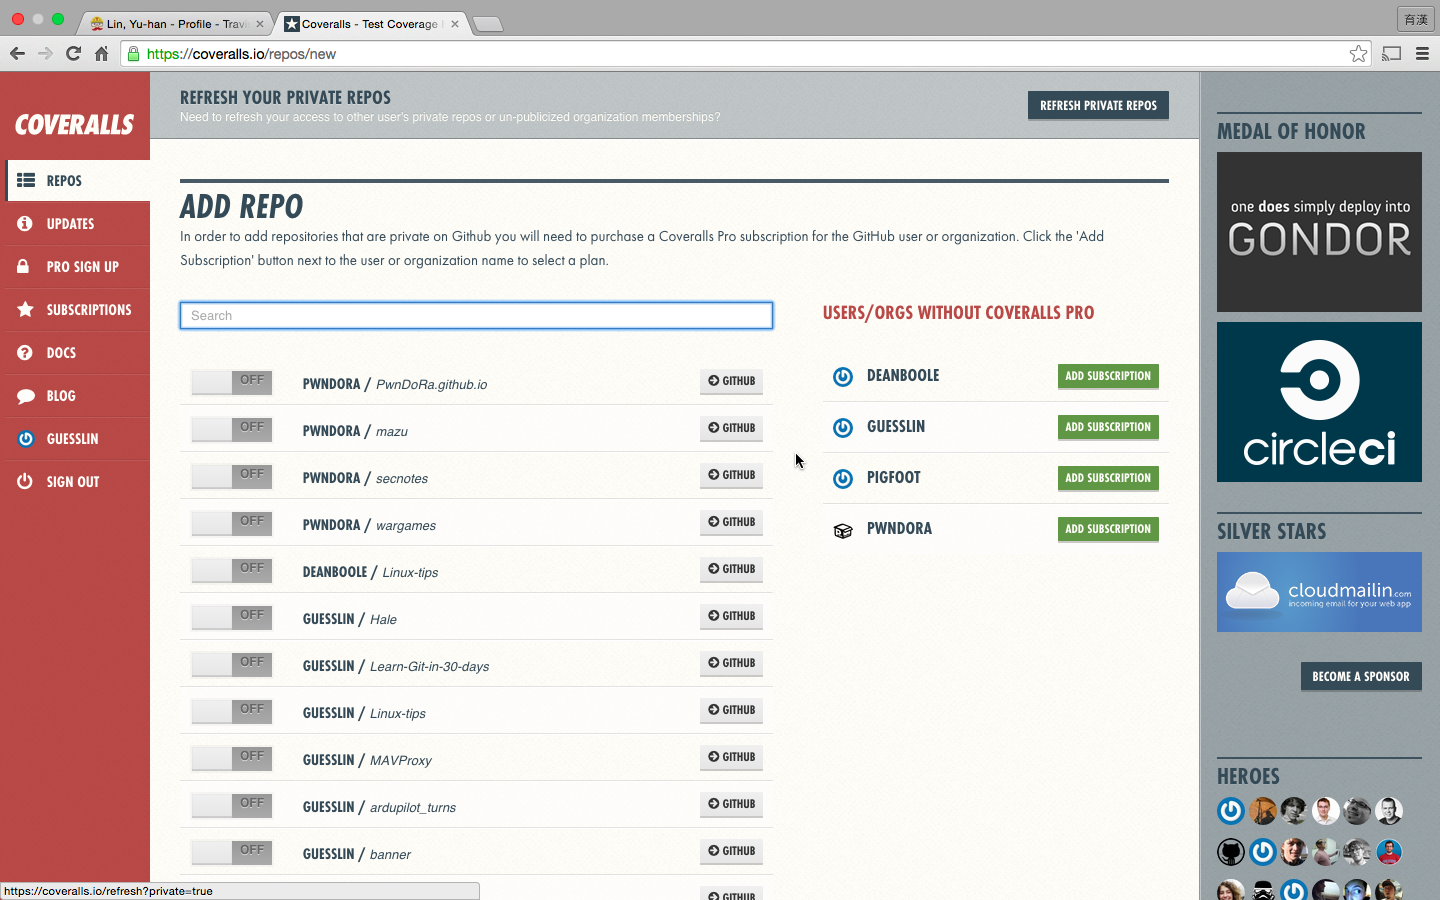 Lin, Yu-han - Profile - Travi
Coveralls - Test Coverage
育漢
https://coveralls.io/repos/new
COVERALLS
REPOS
UPDATES
PRO SIGN UP
SUBSCRIPTIONS
DOCS
BLOG
GUESSLIN
SIGN OUT
REFRESH YOUR PRIVATE REPOS
Need to refresh your access to other user's private repos or un-publicized organization memberships?
REFRESH PRIVATE REPOS
ADD REPO
In order to add repositories that are private on Github you will need to purchase a Coveralls Pro subscription for the GitHub user or organization. Click the 'Add
Subscription' button next to the user or organization name to select a plan.
Search
OFF PWNDORA / PwnDoRa.github.io GITHUB
OFF PWNDORA / mazu GITHUB
OFF PWNDORA / secnotes GITHUB
OFF PWNDORA / wargames GITHUB
OFF DEANBOOLE / Linux-tips GITHUB
OFF GUESSLIN / Hale GITHUB
OFF GUESSLIN / Learn-Git-in-30-days GITHUB
OFF GUESSLIN / Linux-tips GITHUB
OFF GUESSLIN / MAVProxy GITHUB
OFF GUESSLIN / ardupilot_turns GITHUB
OFF GUESSLIN / banner GITHUB
GITHUB
USERS/ORGS WITHOUT COVERALLS PRO
DEANBOOLE ADD SUBSCRIPTION
GUESSLIN ADD SUBSCRIPTION
PIGFOOT ADD SUBSCRIPTION
PWNDORA ADD SUBSCRIPTION
MEDAL OF HONOR
one does simply deploy into
GONDOR
circleci
SILVER STARS
cloudmailin.com
incoming email for your web app
BECOME A SPONSOR
HEROES
https://coveralls.io/refresh?private=true